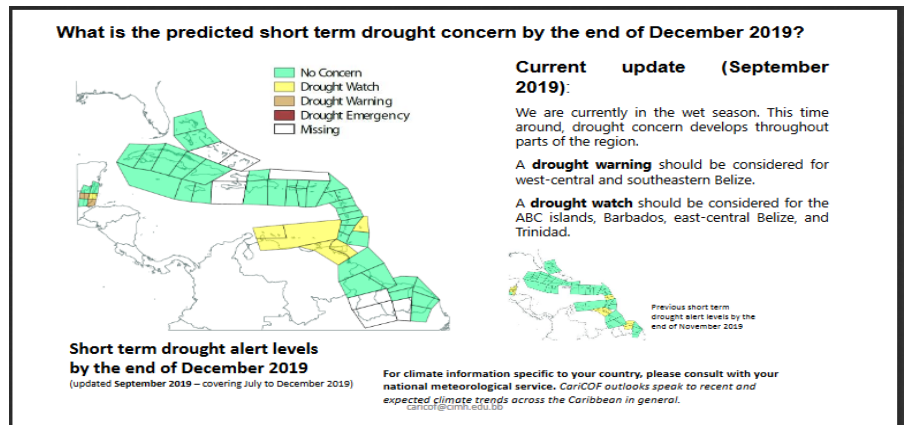 What is the predicted short term drought concern by the end of December 2019?
No Concern
Drought Watch
Drought Warning
Drought Emergency
Missing
Short term drought alert levels
by the end of December 2019
(updated September 2019 – covering July to December 2019)
Current update (September
2019):
We are currently in the wet season. This time
around, drought concern develops throughout
parts of the region.
A drought warning should be considered for
west-central and southeastern Belize.
A drought watch should be considered for the
ABC islands, Barbados, east-central Belize, and
Trinidad.
Previous short term
drought alert levels by the
end of November 2019
For climate information specific to your country, please consult with your
national meteorological service. CariCOF outlooks speak to recent and
expected climate trends across the Caribbean in general.
caricof@cimh.edu.bb